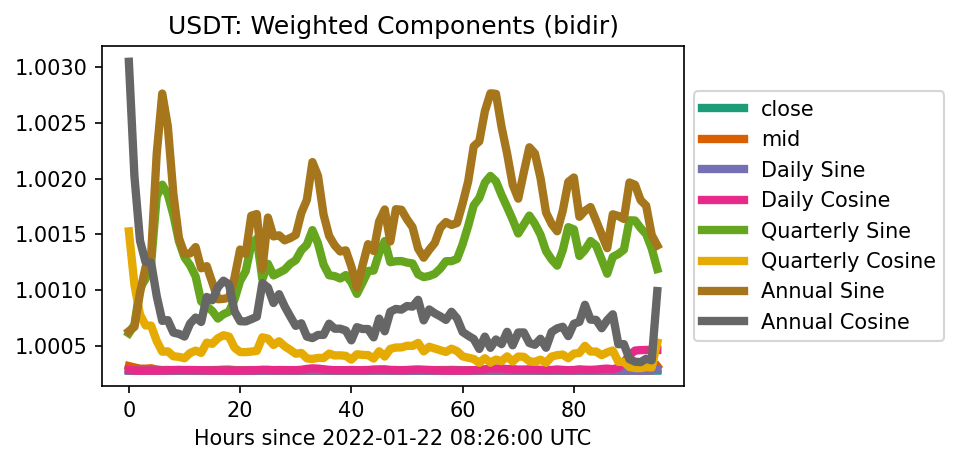 USDT: Weighted Components (bidir)
1.0030
1.0025
1.0020
1.0015
1.0010
1.0005
0 20 40 60 80
Hours since 2022-01-22 08:26:00 UTC
close
mid
Daily Sine
Daily Cosine
Quarterly Sine
Quarterly Cosine
Annual Sine
Annual Cosine